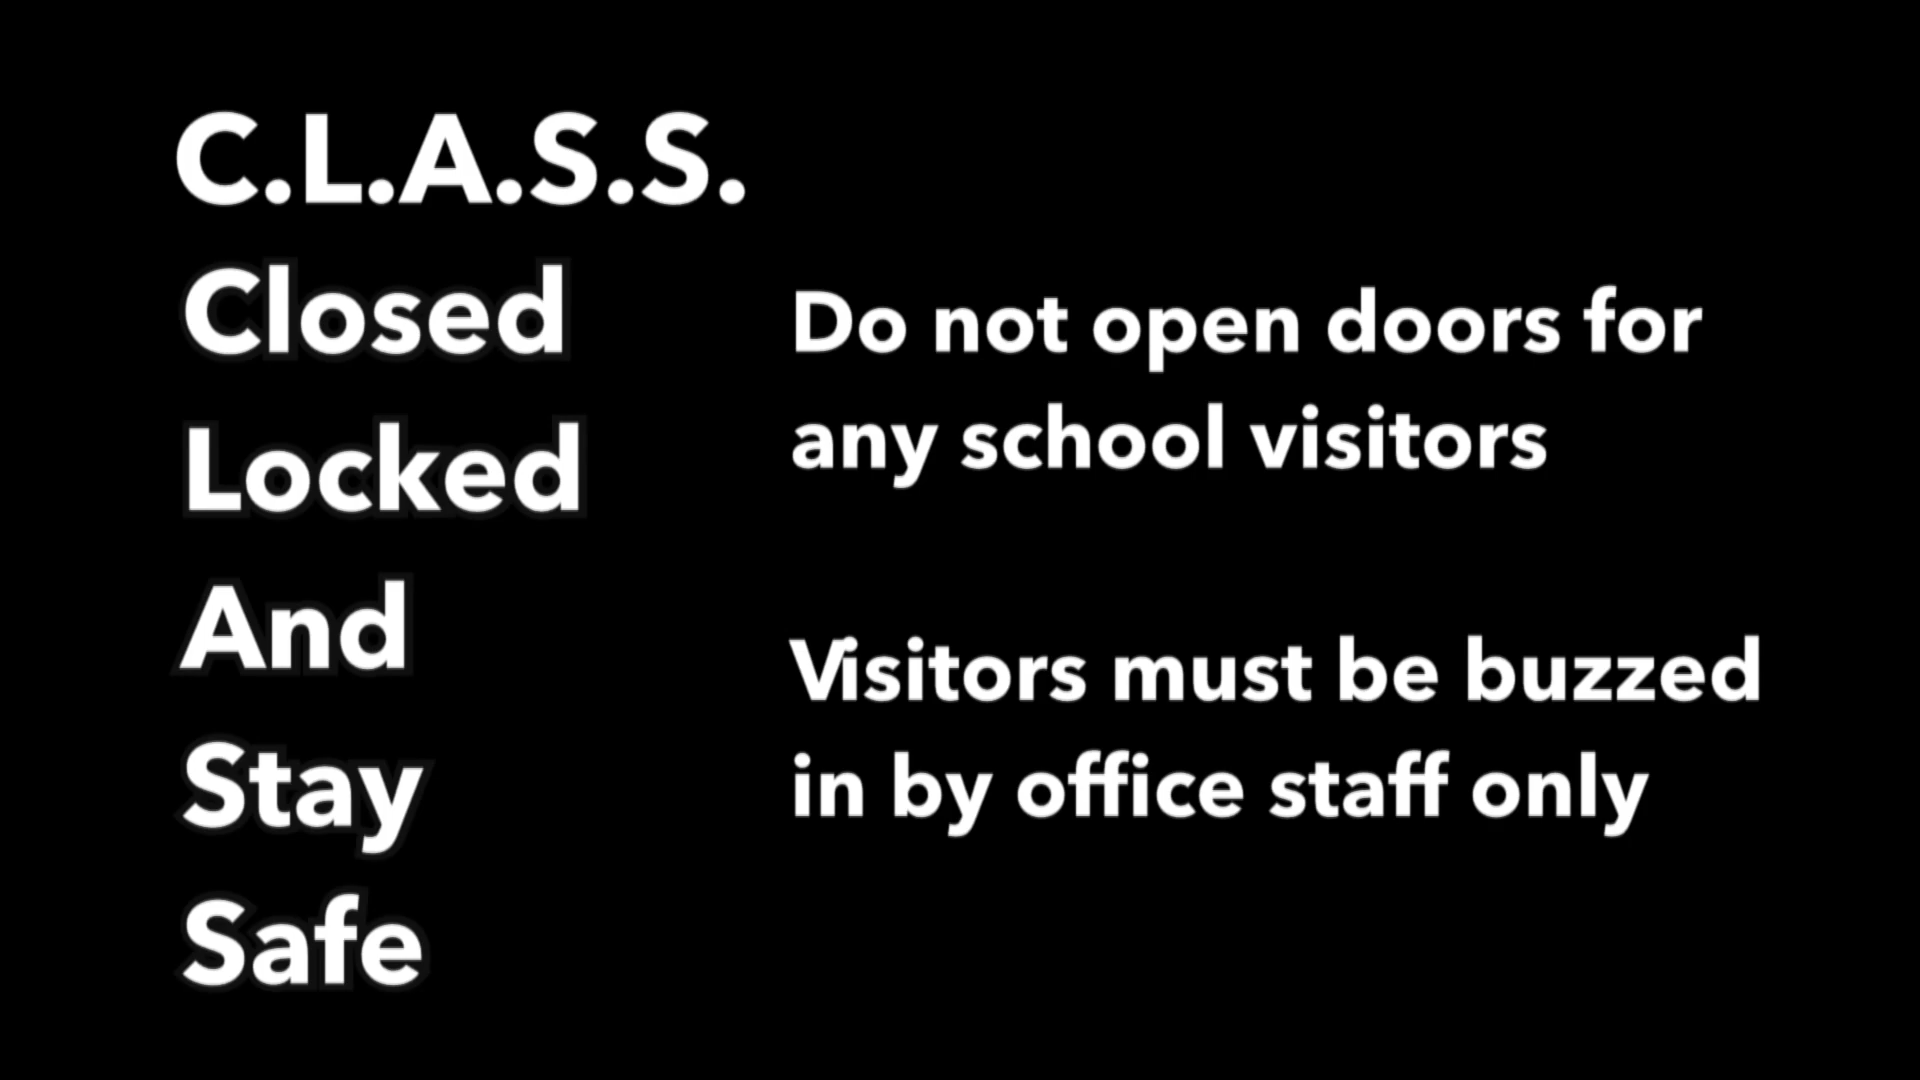 C.L.A.S.S.
Closed
Locked
And
Stay
Safe
Do not open doors for
any school visitors
Visitors must be buzzed
in by office staff only